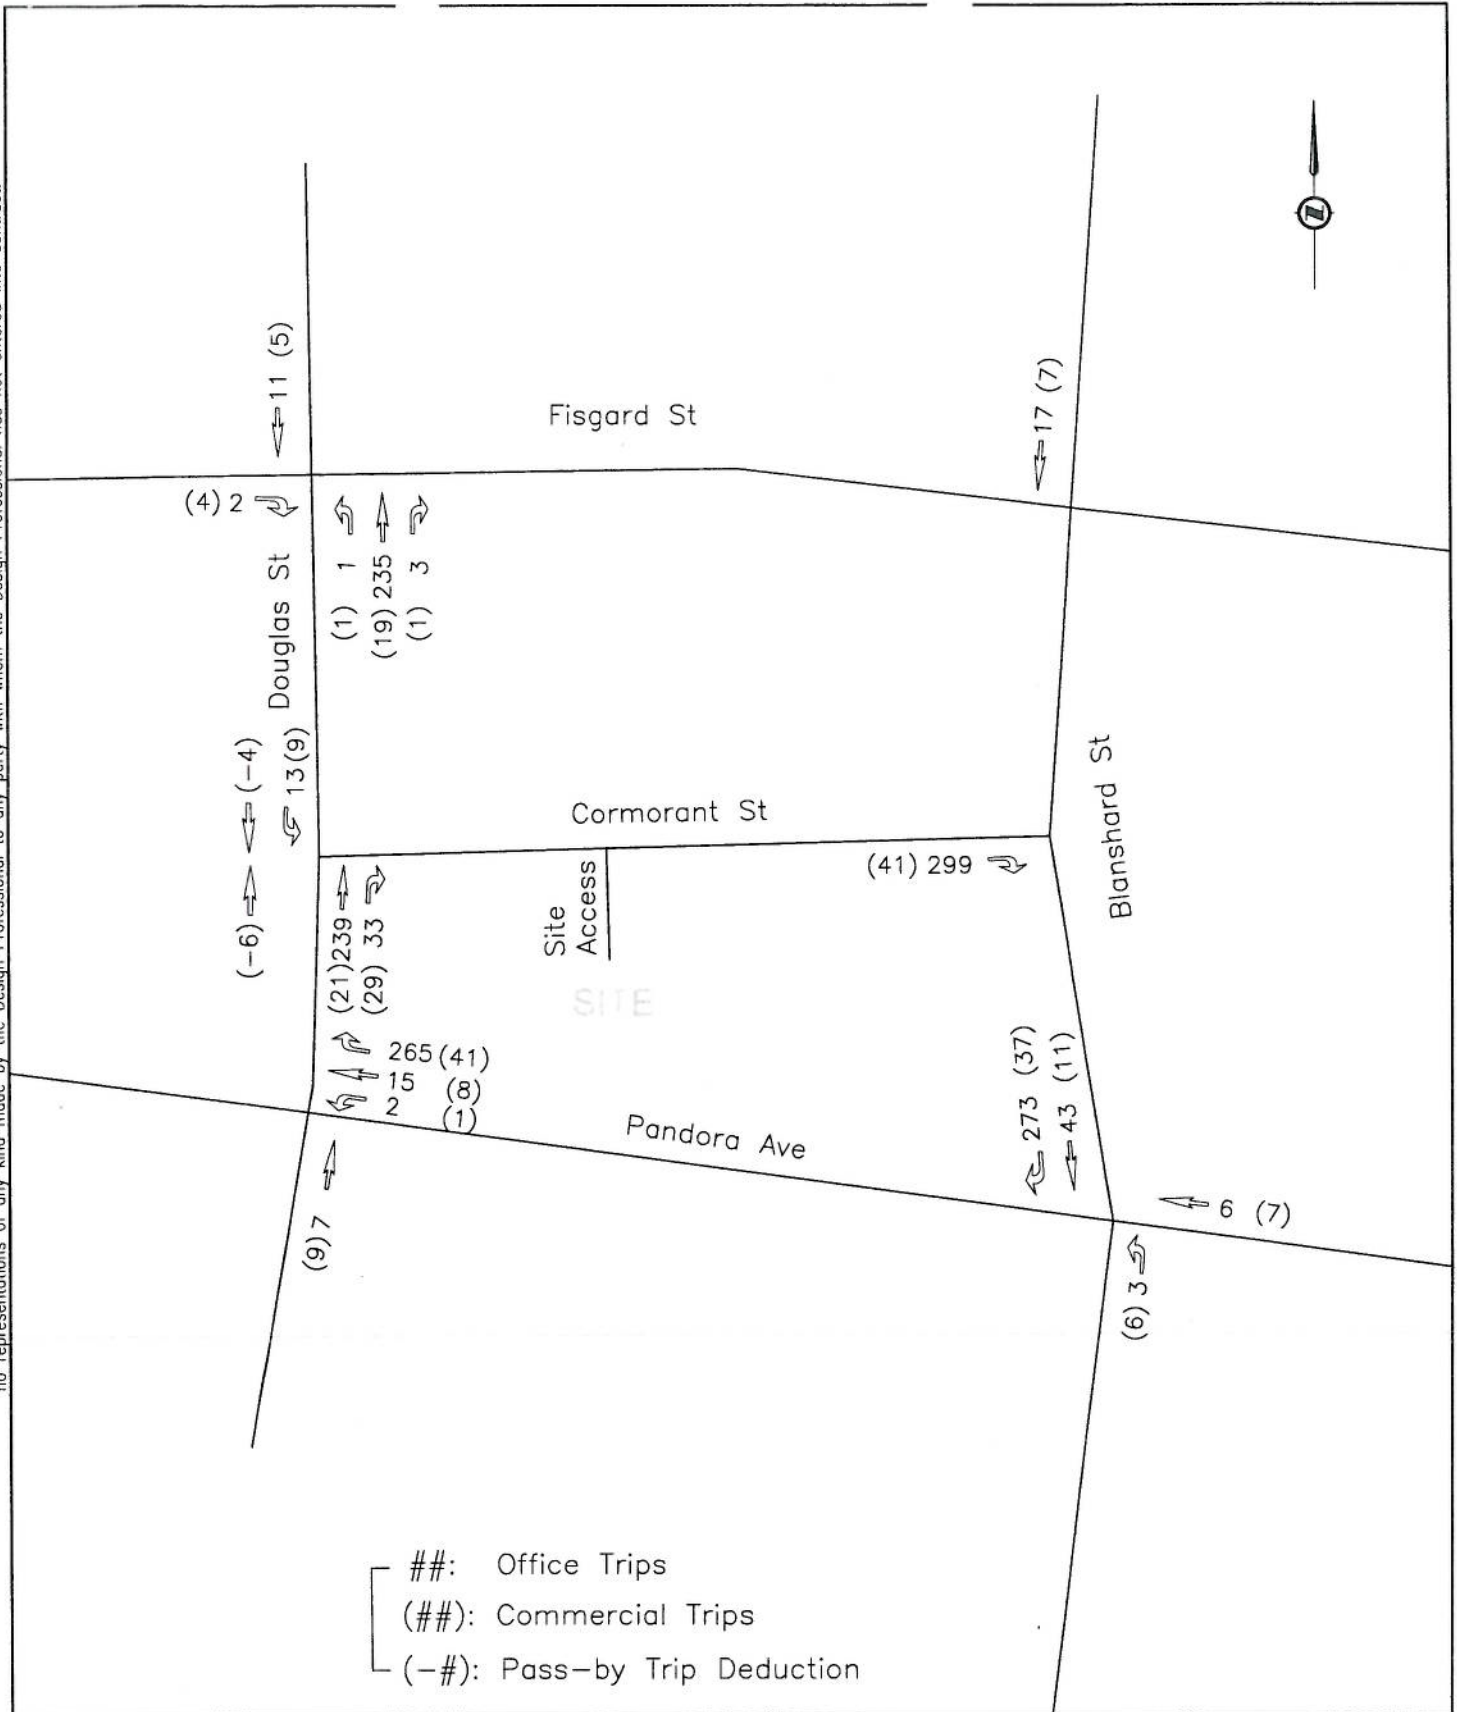 11 (5)
Fisgard St
17 (7)
(4) 2
(1) 1
(19) 235
(1) 3
Douglas St
(-4)
13(9)
Cormorant St
(41) 299
Blanshard St
(-6)
(21)239
(29) 33
Site
Access
SITE
265(41)
15 (8)
2 (1)
Pandora Ave
273 (37)
43 (11)
6 (7)
(9)7
(6) 3
##: Office Trips
(##): Commercial Trips
(-#): Pass-by Trip Deduction